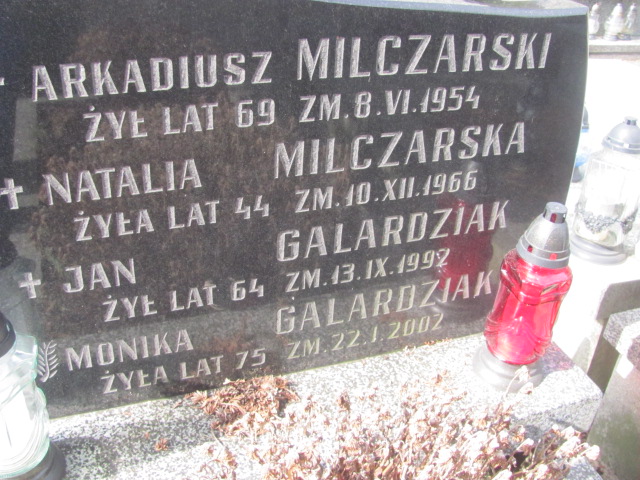 ARKADIUSZ MILCZARSKI
ŻYŁ LAT 69 ZM. 8. VI. 1954
NATALIA MILCZARSKA
ŻYŁA LAT 44 ZM. 10. XII. 1966
JAN GALARDZIAK
ŻYŁ LAT 64 ZM. 13. IX. 1992
MONIKA GALARDZIAK
ŻYŁA LAT 75 ZM. 22. I. 2002